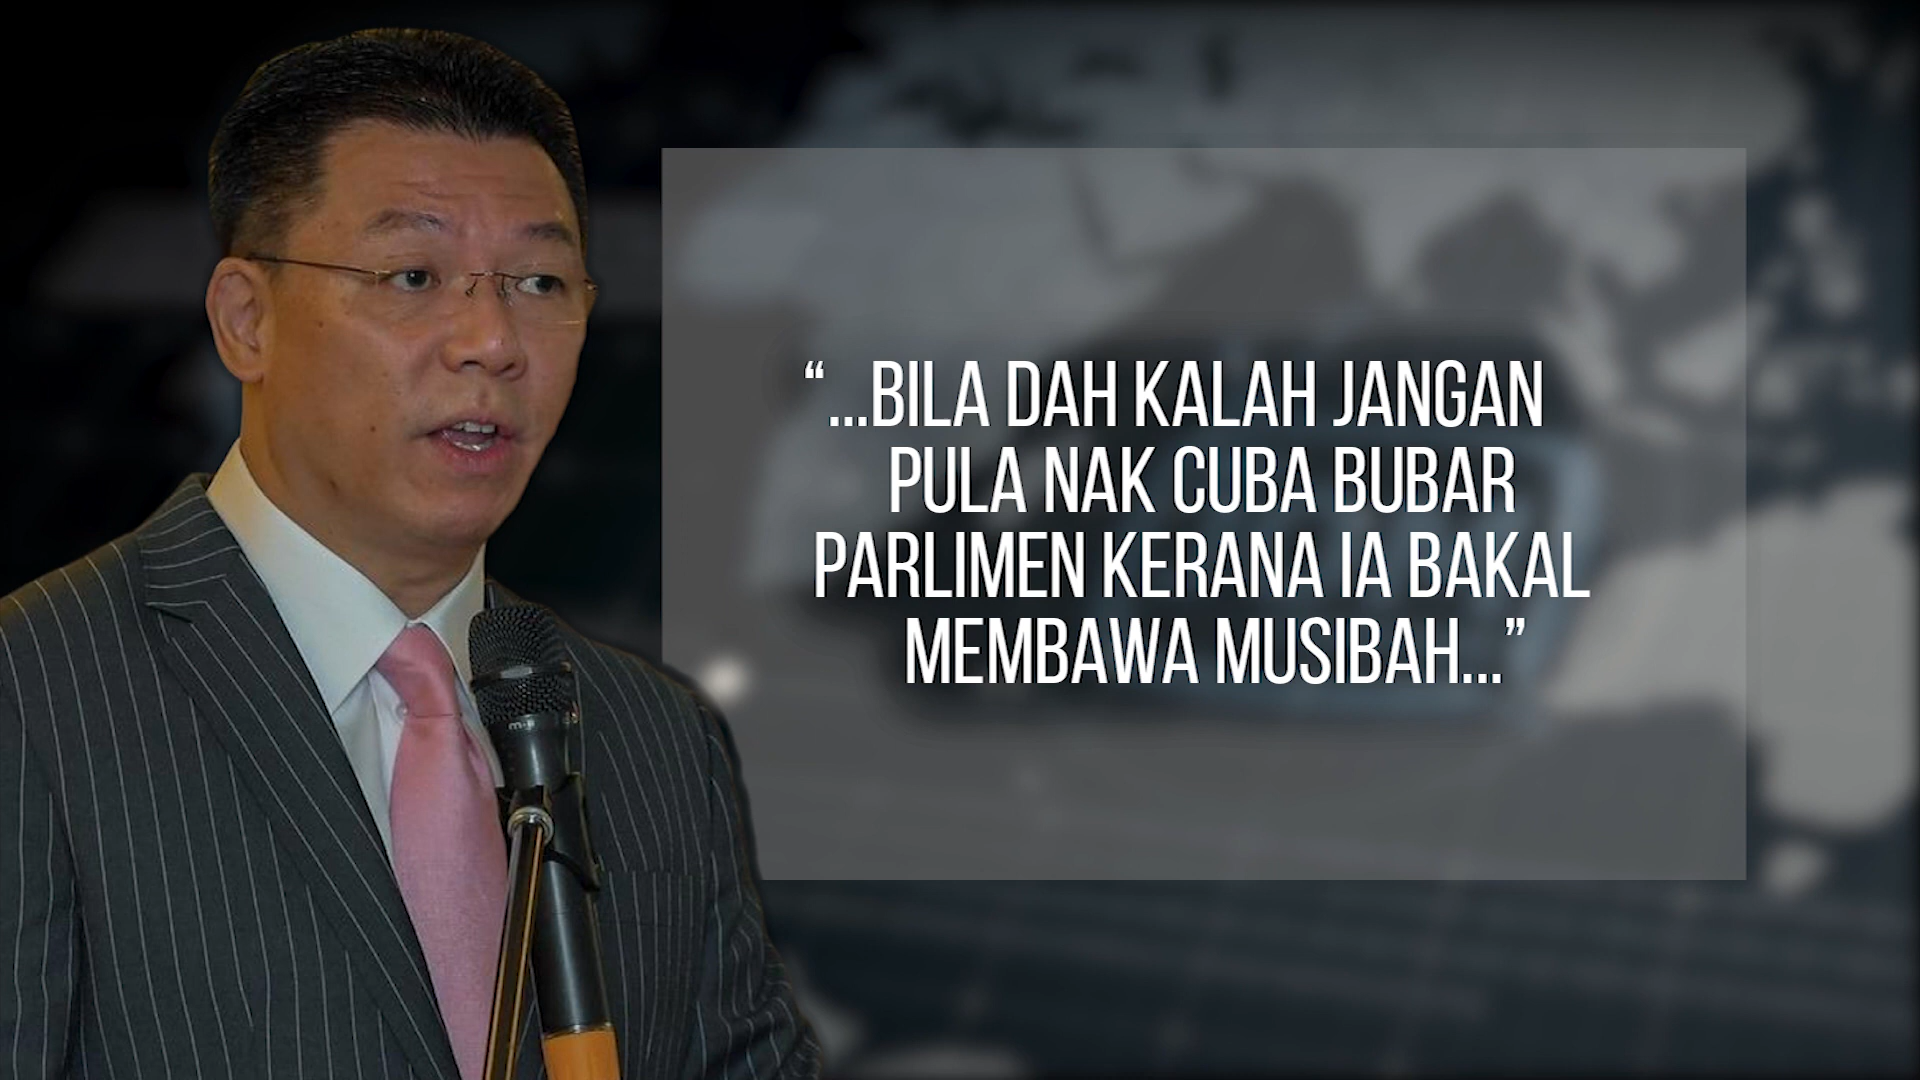 “...BILA DAH KALAH JANGAN
PULA NAK CUBA BUBAR
PARLIMEN KERANA IA BAKAL
MEMBAWA MUSIBAH...”